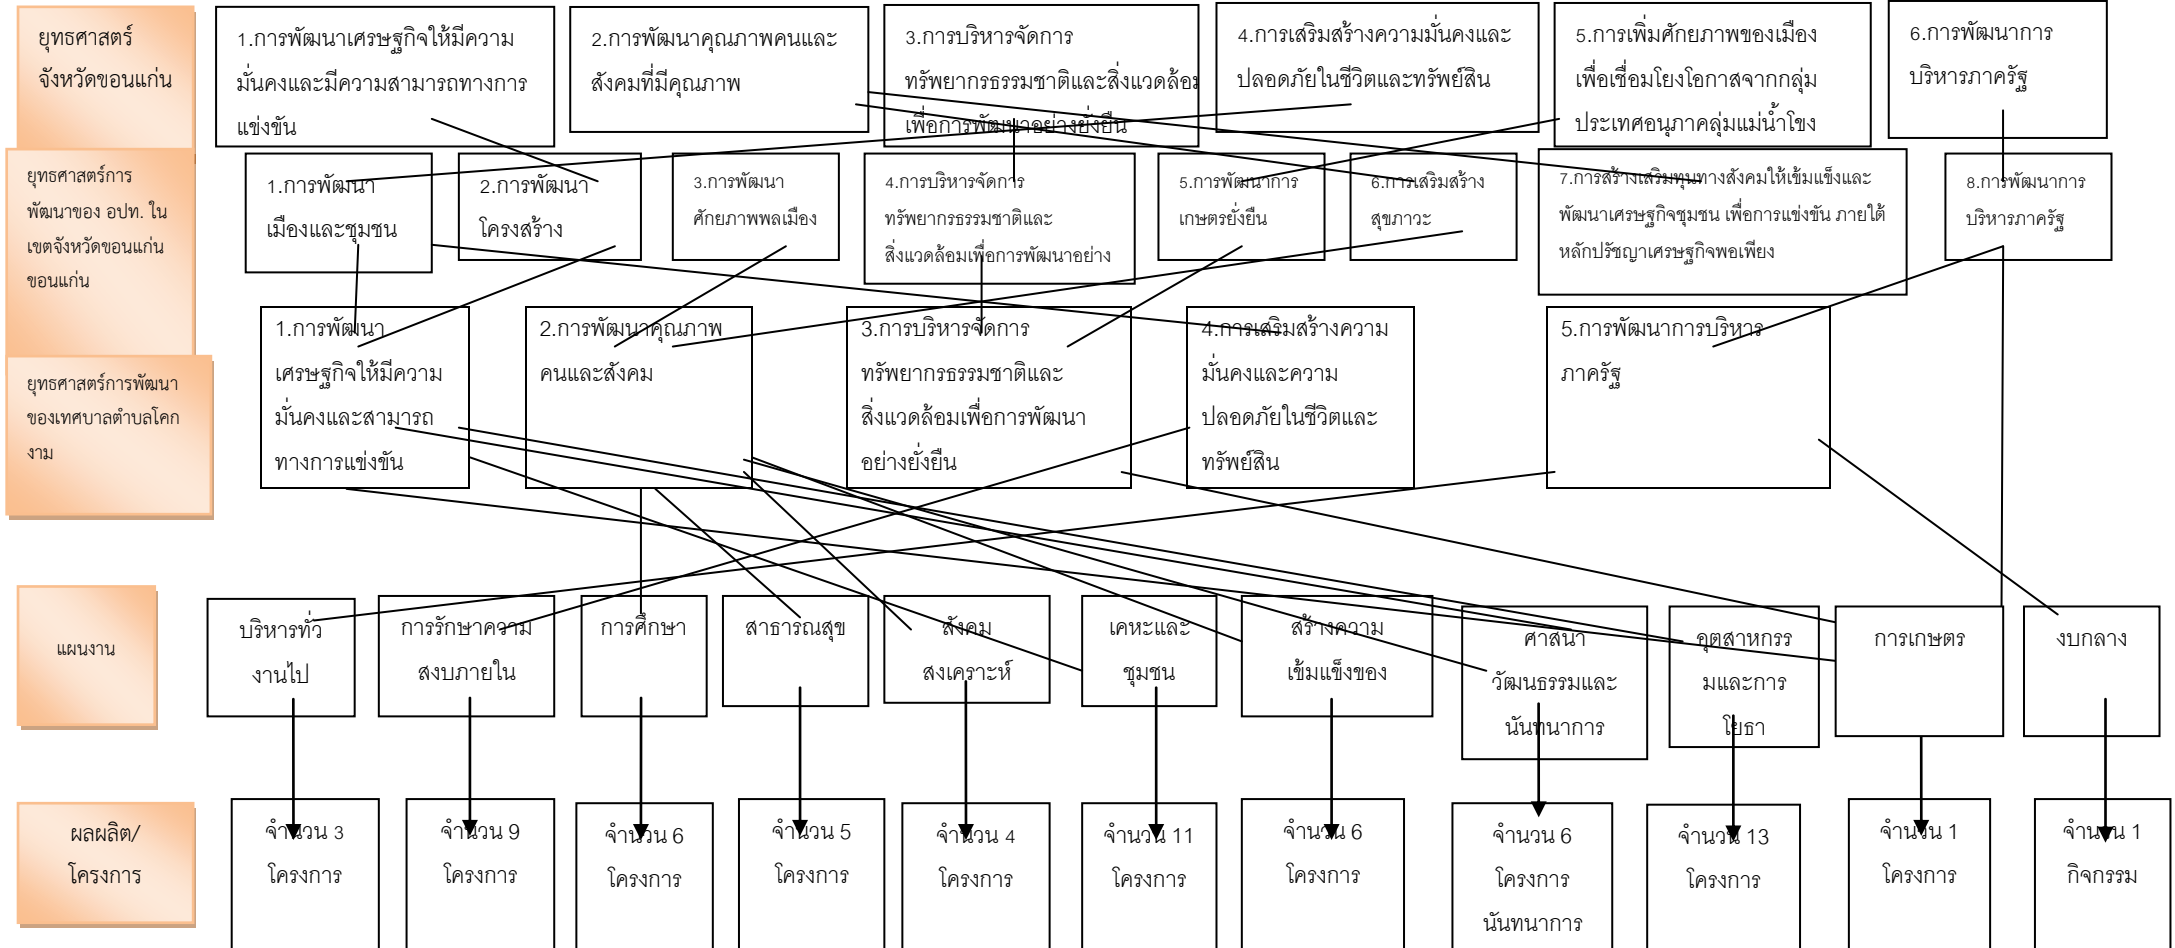 ยุทธศาสตร์
จังหวัดขอนแก่น
1.การพัฒนาเศรษฐกิจให้มีความ
มั่นคงและมีความสามารถทางการ
แข่งขัน
2.การพัฒนาคุณภาพคนและ
สังคมที่มีคุณภาพ
3.การบริหารจัดการ
ทรัพยากรธรรมชาติและสิ่งแวดล้อม
เพื่อการพัฒนาอย่างยั่งยืน
4.การเสริมสร้างความมั่นคงและ
ปลอดภัยในชีวิตและทรัพย์สิน
5.การเพิ่มศักยภาพของเมือง
เพื่อเชื่อมโยงโอกาสจากกลุ่ม
ประเทศอนุภาคลุ่มแม่น้ำโขง
6.การพัฒนาการ
บริหารภาครัฐ
ยุทธศาสตร์การ
พัฒนาของ อปท. ใน
เขตจังหวัดขอนแก่น
ขอนแก่น
1.การพัฒนา
เมืองและชุมชน
2.การพัฒนา
โครงสร้าง
3.การพัฒนา
ศักยภาพพลเมือง
4.การบริหารจัดการ
ทรัพยากรธรรมชาติและ
สิ่งแวดล้อมเพื่อการพัฒนาอย่าง
5.การพัฒนาการ
เกษตรยั่งยืน
6.การเสริมสร้าง
สุขภาวะ
7.การสร้างเสริมทุนทางสังคมให้เข้มแข็งและ
พัฒนาเศรษฐกิจชุมชน เพื่อการแข่งขัน ภายใต้
หลักปรัชญาเศรษฐกิจพอเพียง
8.การพัฒนาการ
บริหารภาครัฐ
ยุทธศาสตร์การพัฒนา
ของเทศบาลตำบลโคก
งาม
1.การพัฒนา
เศรษฐกิจให้มีความ
มั่นคงและสามารถ
ทางการแข่งขัน
2.การพัฒนาคุณภาพ
คนและสังคม
3.การบริหารจัดการ
ทรัพยากรธรรมชาติและ
สิ่งแวดล้อมเพื่อการพัฒนา
อย่างยั่งยืน
4.การเสริมสร้างความ
มั่นคงและความ
ปลอดภัยในชีวิตและ
ทรัพย์สิน
5.การพัฒนาการบริหาร
ภาครัฐ
แผนงาน
บริหารทั่ว
งานไป
การรักษาความ
สงบภายใน
การศึกษา
สาธารณสุข
สังคม
สงเคราะห์
เคหะและ
ชุมชน
สร้างความ
เข้มแข็งของ
ศาสนา
วัฒนธรรมและ
นันทนาการ
อุตสาหกรร
มและการ
โยธา
การเกษตร
งบกลาง
ผลผลิต/
โครงการ
จำนวน 3
โครงการ
จำนวน 9
โครงการ
จำนวน 6
โครงการ
จำนวน 5
โครงการ
จำนวน 4
โครงการ
จำนวน 11
โครงการ
จำนวน 6
โครงการ
จำนวน 6
โครงการ
นันทนาการ
จำนวน 13
โครงการ
จำนวน 1
โครงการ
จำนวน 1
กิจกรรม